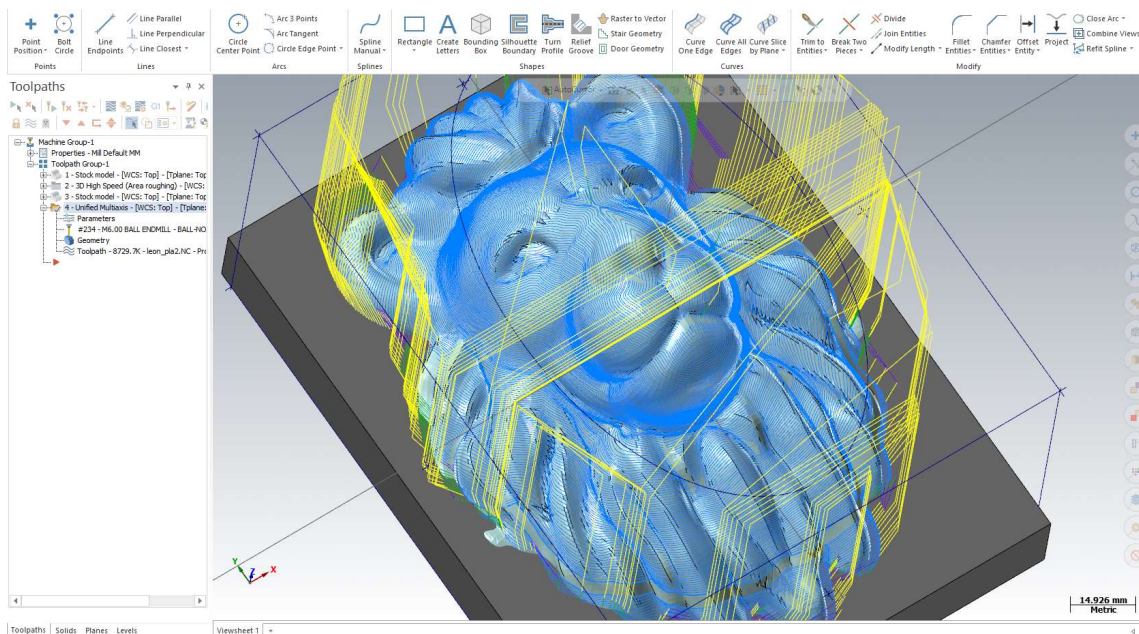 Point Position
Bolt Circle
Points
Line Endpoints
Line Parallel
Line Perpendicular
Line Closest
Lines
Circle Center Point
Arc 3 Points
Arc Tangent
Circle Edge Point
Arcs
Spline Manual
Splines
Rectangle
Create Letters
Bounding Box
Silhouette Boundary
Turn Profile
Relief Groove
Raster to Vector
Stair Geometry
Door Geometry
Shapes
Curve One Edge
Curve All Edges
Curve Slice by Plane
Curves
Trim to Entities
Break Two Pieces
Divide
Join Entities
Modify Length
Fillet Entities
Chamfer Entities
Offset Entity
Project
Close Arc
Combine Views
Refit Spline
Modify
Toolpaths
G1
Machine Group-1
Properties - Mill Default MM
Toolpath Group-1
1 - Stock model - [WCS: Top] - [Tplane: Top
2 - 3D High Speed (Area roughing) - [WCS:
3 - Stock model - [WCS: Top] - [Tplane: Top
4 - Unified Multiaxis - [WCS: Top] - [Tplane:
Parameters
#234 - M6.00 BALL ENDMILL - BALL-NO
Geometry
Toolpath - 8729.7K - leon_pla2.NC - Pr
AutoCursor
Y
Z
X
14.926 mm
Metric
Toolpaths Solids Planes Levels
Viewsheet 1 +